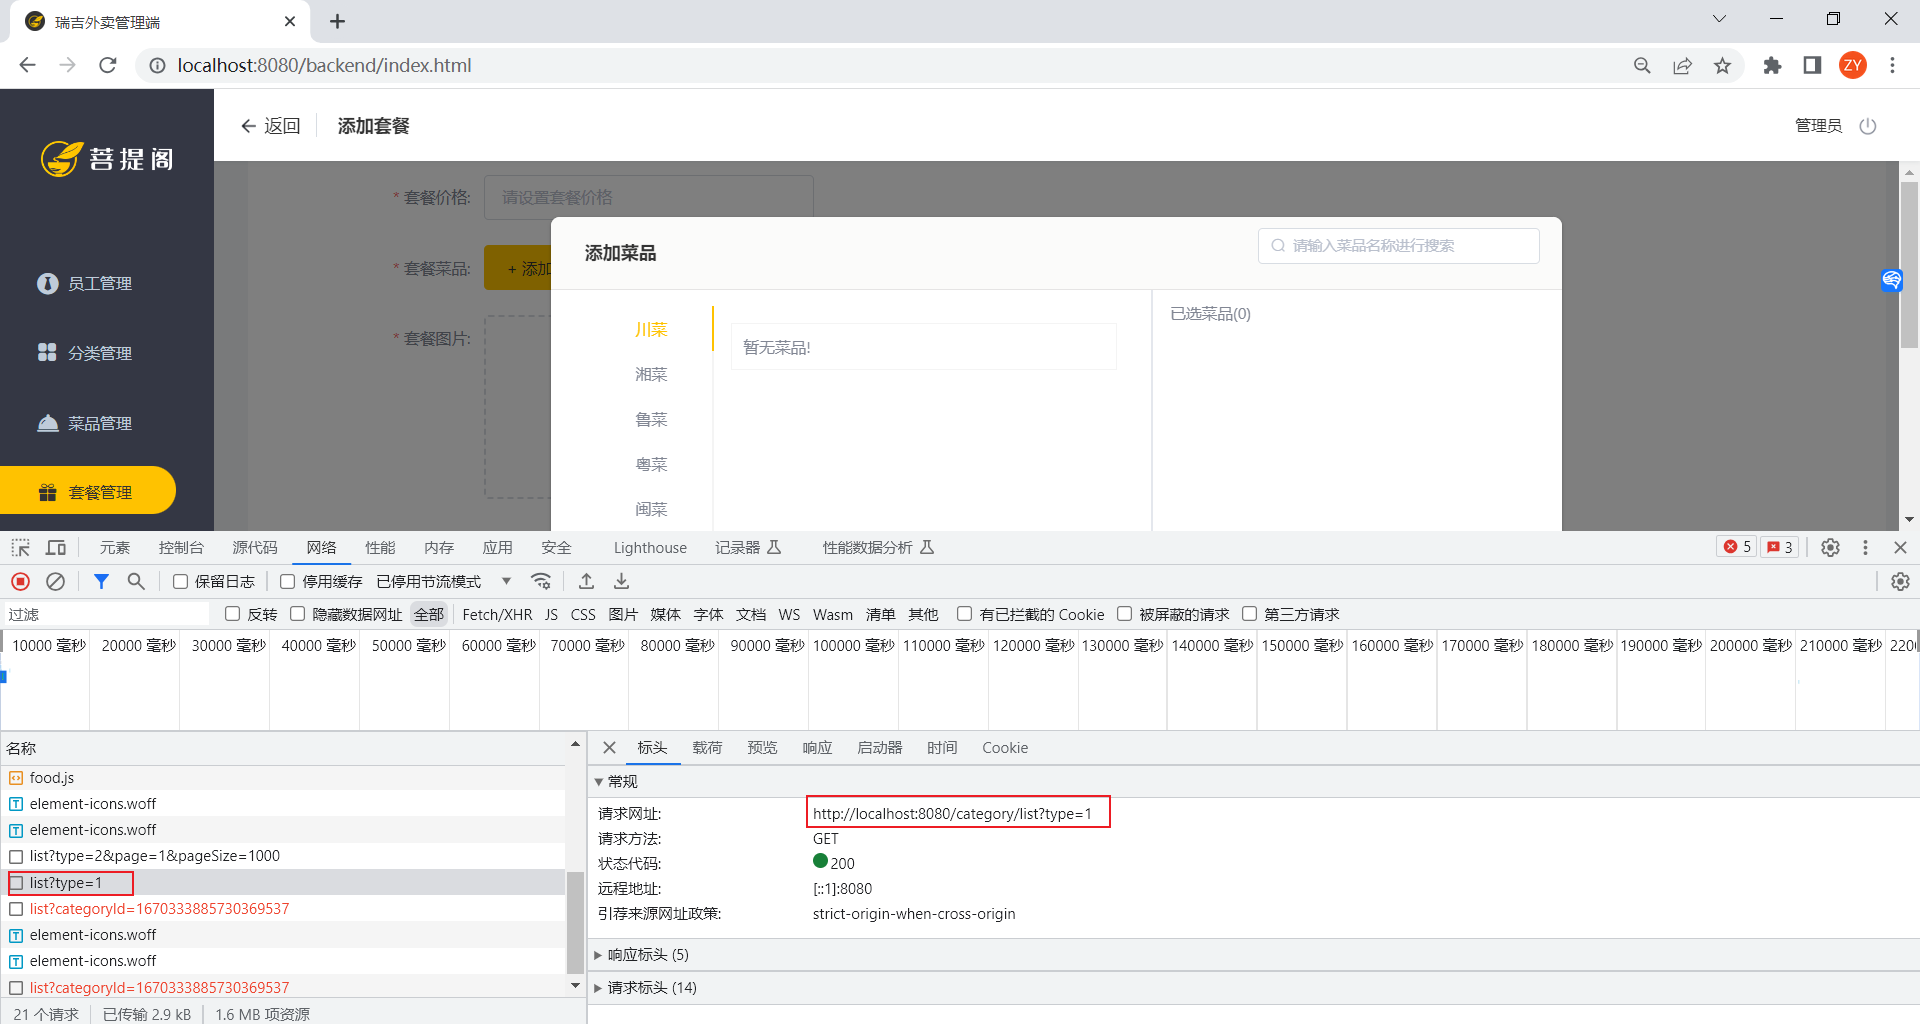 瑞吉外卖管理端
localhost:8080/backend/index.html
ZY
菩提阁
返回
添加套餐
管理员
员工管理
分类管理
菜品管理
套餐管理
* 套餐价格:
请设置套餐价格
* 套餐菜品:
+ 添加
* 套餐图片:
添加菜品
请输入菜品名称进行搜索
川菜
湘菜
鲁菜
粤菜
闽菜
暂无菜品!
已选菜品(0)
元素 控制台 源代码 网络 性能 内存 应用 安全 Lighthouse 记录器 性能数据分析 5 3
保留日志 停用缓存 已停用节流模式
过滤 反转 隐藏数据网址 全部 Fetch/XHR JS CSS 图片 媒体 字体 文档 WS Wasm 清单 其他 有已拦截的 Cookie 被屏蔽的请求 第三方请求
10000 毫秒 20000 毫秒 30000 毫秒 40000 毫秒 50000 毫秒 60000 毫秒 70000 毫秒 80000 毫秒 90000 毫秒 100000 毫秒 110000 毫秒 120000 毫秒 130000 毫秒 140000 毫秒 150000 毫秒 160000 毫秒 170000 毫秒 180000 毫秒 190000 毫秒 200000 毫秒 210000 毫秒
名称
food.js
element-icons.woff
element-icons.woff
list?type=2&page=1&pageSize=1000
list?type=1
list?categoryId=1670333885730369537
element-icons.woff
element-icons.woff
list?categoryId=1670333885730369537
21 个请求 已传输 2.9 kB 1.6 MB 项资源
标头 载荷 预览 响应 启动器 时间 Cookie
常规
请求网址: http://localhost:8080/category/list?type=1
请求方法: GET
状态代码: 200
远程地址: [::1]:8080
引荐来源网址政策: strict-origin-when-cross-origin
响应标头 (5)
请求标头 (14)